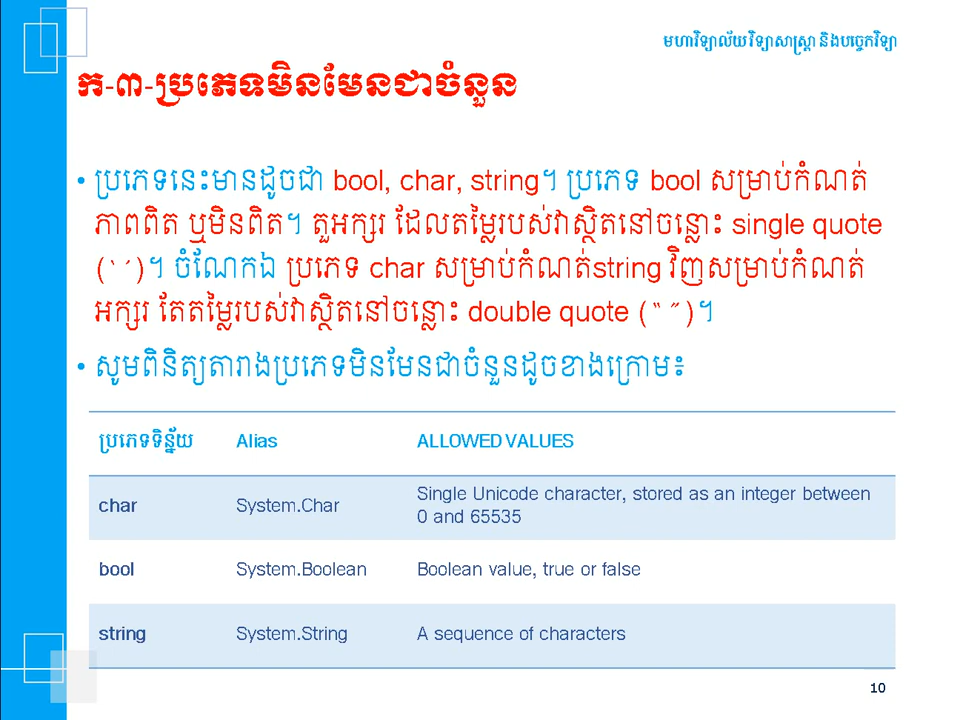 មហាវិទ្យាល័យវិទ្យាសាស្ត្រា និងបច្ចេកវិទ្យា
ក-៣-ប្រភេទមិនមែនជាចំនួន
• ប្រភេទនេះមានដូចជា bool, char, string។ ប្រភេទ bool សម្រាប់កំណត់
ភាពពិត ឬមិនពិត។ តួអក្សរ ដែលតម្លៃរបស់វាស្ថិតនៅចន្លោះ single quote
(` ´)។ ចំណែកឯ ប្រភេទ char សម្រាប់កំណត់string វិញសម្រាប់កំណត់
អក្សរ តែតម្លៃរបស់វាស្ថិតនៅចន្លោះ double quote (‶ ˝)។
• សូមពិនិត្យតារាងប្រភេទមិនមែនជាចំនួនដូចខាងក្រោម៖
ប្រភេទទិន្ន័យ Alias ALLOWED VALUES
char System.Char Single Unicode character, stored as an integer between
0 and 65535
bool System.Boolean Boolean value, true or false
string System.String A sequence of characters
10